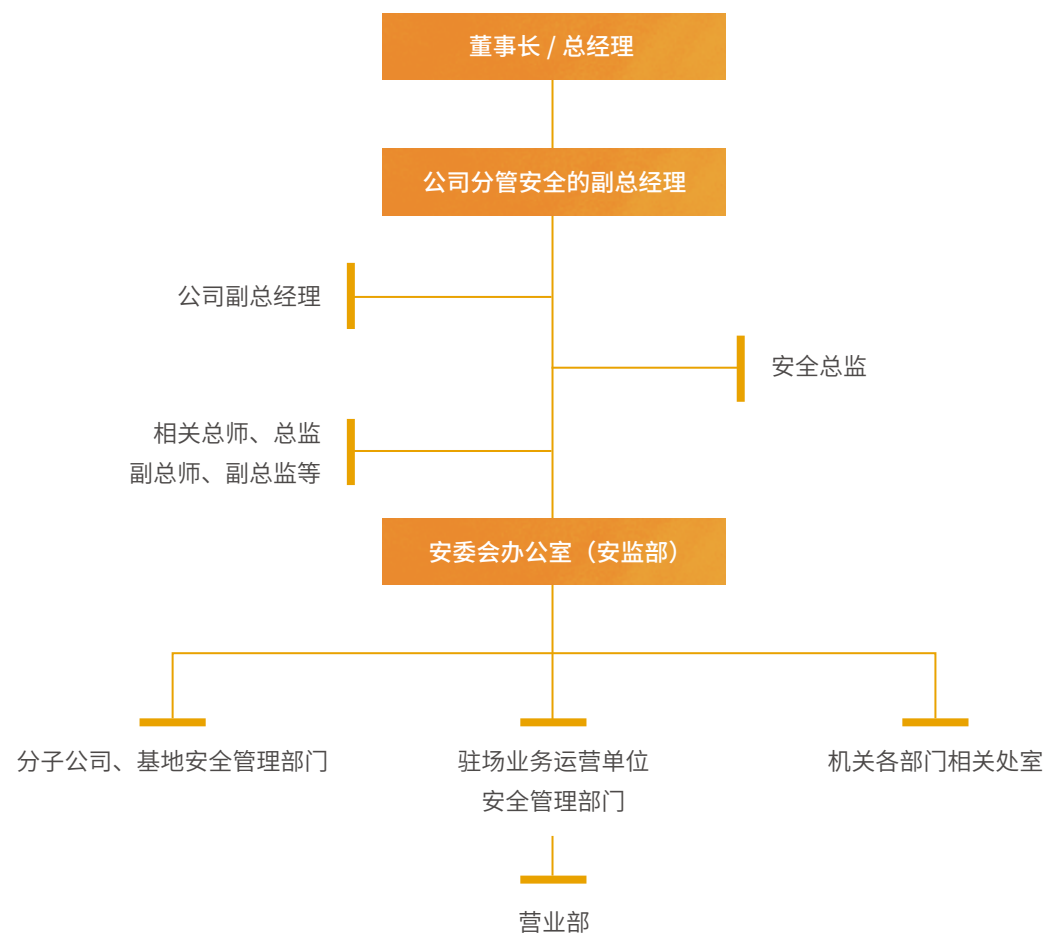 董事长 / 总经理
公司分管安全的副总经理
公司副总经理
安全总监
相关总师、总监
副总师、副总监等
安委会办公室（安监部）
分子公司、基地安全管理部门
驻场业务运营单位
安全管理部门
机关各部门相关处室
营业部